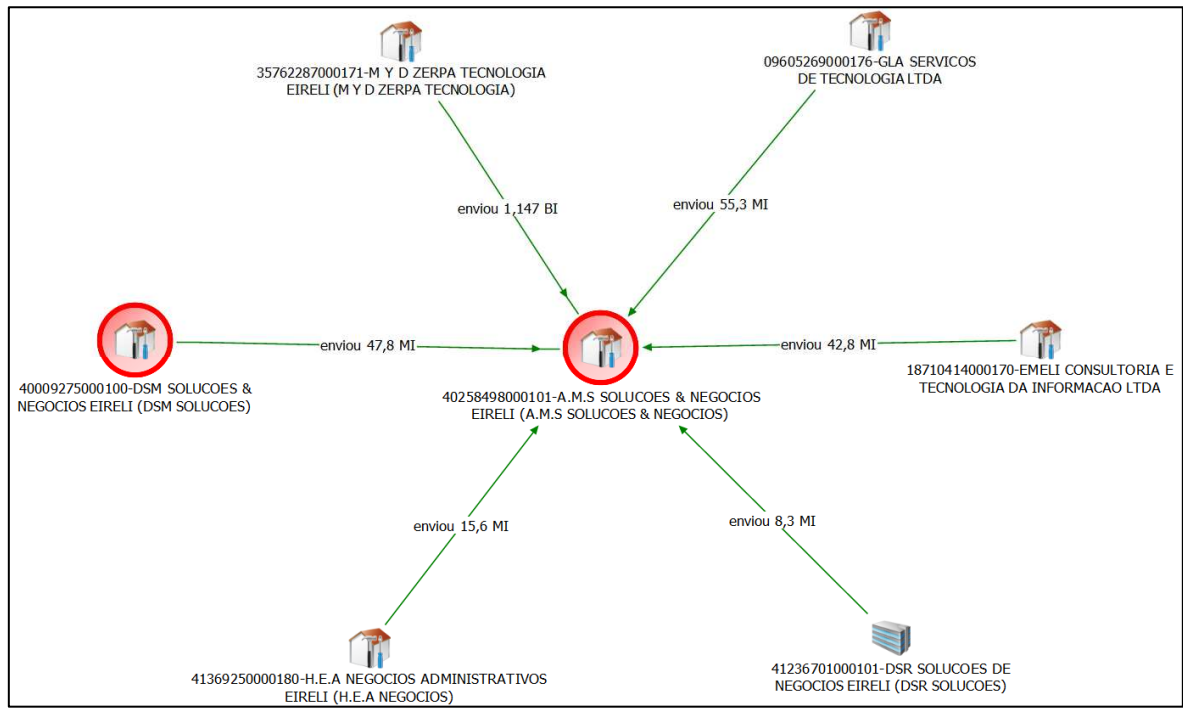 35762287000171-M Y D ZERPA TECNOLOGIA
EIRELI (M Y D ZERPA TECNOLOGIA)
09605269000176-GLA SERVICOS
DE TECNOLOGIA LTDA
enviou 1,147 BI
enviou 55,3 MI
enviou 47,8 MI
enviou 42,8 MI
40009275000100-DSM SOLUCOES &
NEGOCIOS EIRELI (DSM SOLUCOES)
40258498000101-A.M.S SOLUCOES & NEGOCIOS
EIRELI (A.M.S SOLUCOES & NEGOCIOS)
18710414000170-EMELI CONSULTORIA E
TECNOLOGIA DA INFORMACAO LTDA
enviou 15,6 MI
enviou 8,3 MI
41369250000180-H.E.A NEGOCIOS ADMINISTRATIVOS
EIRELI (H.E.A NEGOCIOS)
41236701000101-DSR SOLUCOES DE
NEGOCIOS EIRELI (DSR SOLUCOES)